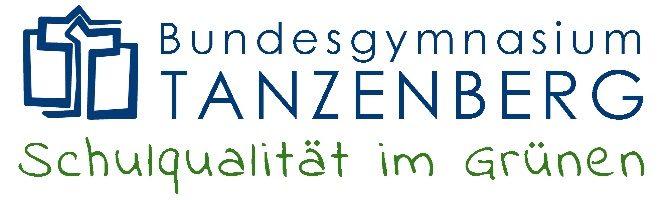 Bundesgymnasium
TANZENBERG
Schulqualität im Grünen